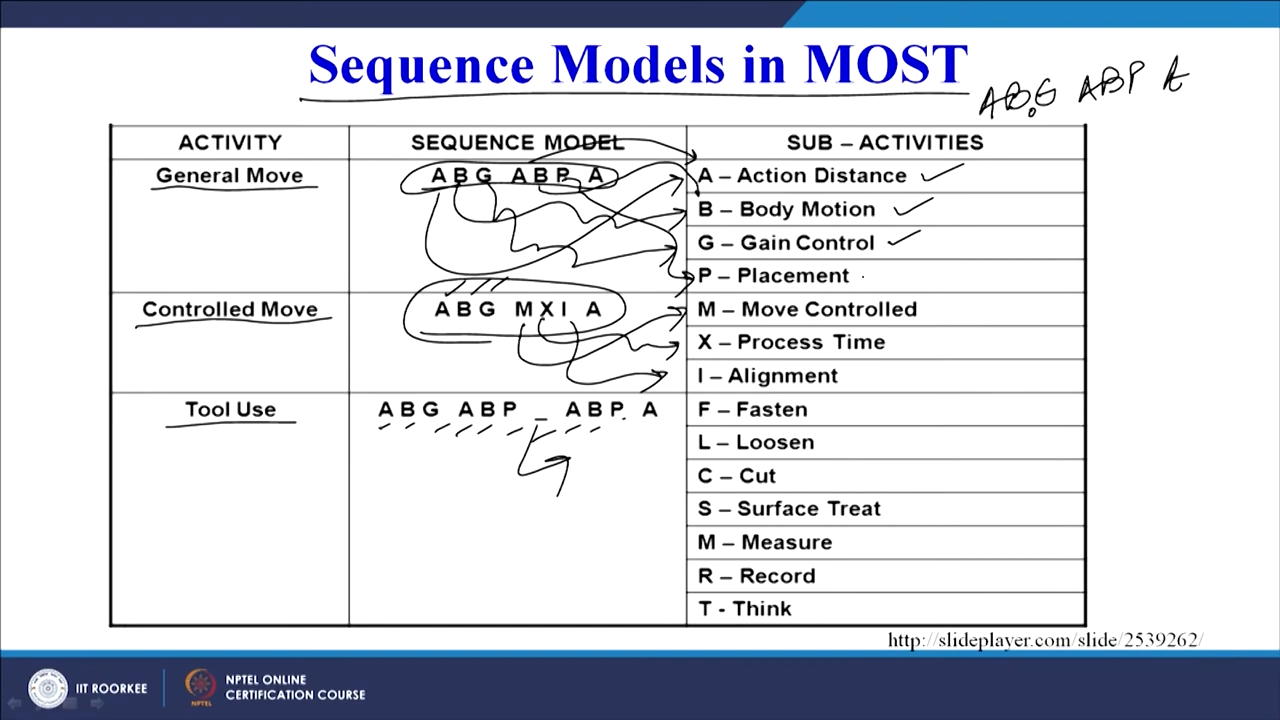 Sequence Models in MOST
ABG ABP A
ACTIVITY SEQUENCE MODEL SUB – ACTIVITIES
General Move A B G A B P A A – Action Distance
B – Body Motion
G – Gain Control
P – Placement
Controlled Move A B G M X I A M – Move Controlled
X – Process Time
I – Alignment
Tool Use A B G A B P _ A B P A F – Fasten
L – Loosen
C – Cut
S – Surface Treat
M – Measure
R – Record
T - Think
http://slideplayer.com/slide/2539262/
IIT ROORKEE
NPTEL
NPTEL ONLINE
CERTIFICATION COURSE